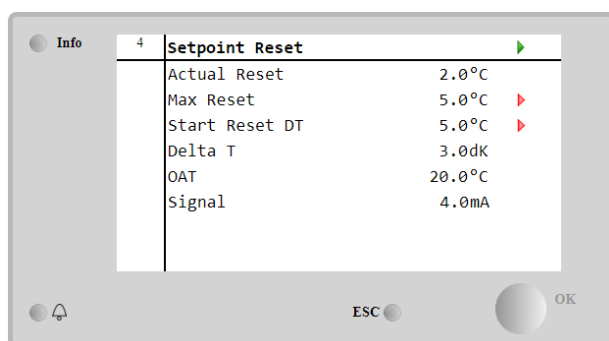 Info
4 Setpoint Reset
Actual Reset 2.0°C
Max Reset 5.0°C
Start Reset DT 5.0°C
Delta T 3.0dK
OAT 20.0°C
Signal 4.0mA
ESC
OK